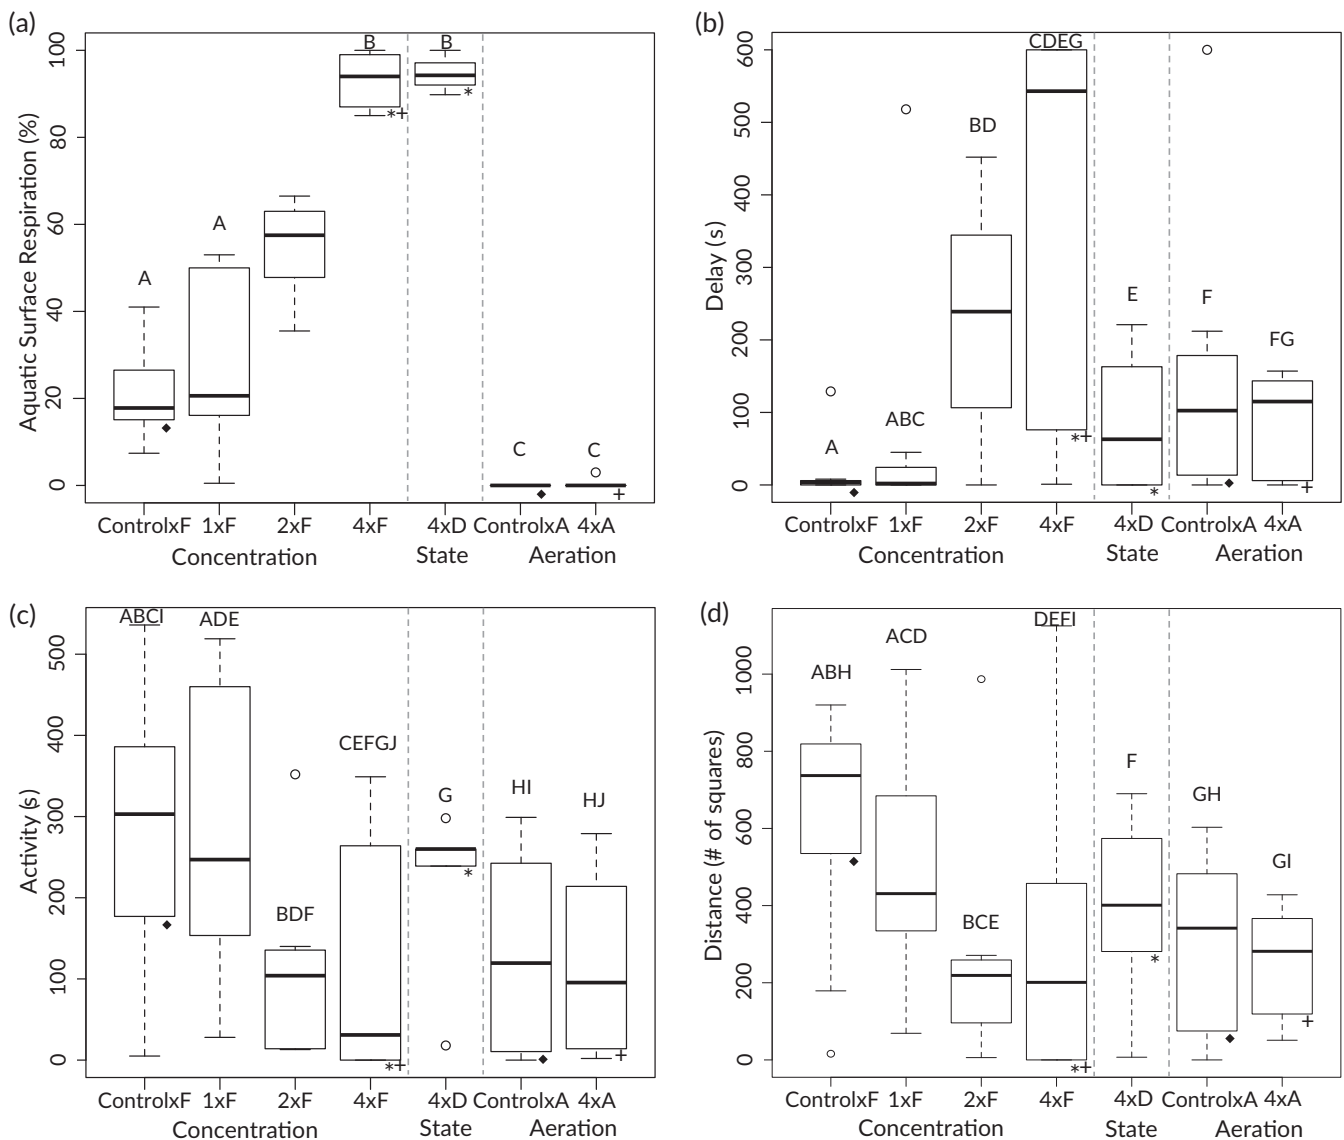 (a)
Aquatic Surface Respiration (%)
100
80
60
40
20
0
A
A
B
B
C
C
*+
*
◆
◆
+
ControlxF 1xF 2xF 4xF 4xD ControlxA 4xA
Concentration State Aeration
(b)
Delay (s)
600
500
400
300
200
100
0
A
ABC
BD
CDEG
E
F
FG
◆
*+
*
◆
+
ControlxF 1xF 2xF 4xF 4xD ControlxA 4xA
Concentration State Aeration
(c)
Activity (s)
500
400
300
200
100
0
ABCI
ADE
BDF
CEFGJ
G
HI
HJ
◆
*+
*
◆
+
ControlxF 1xF 2xF 4xF 4xD ControlxA 4xA
Concentration State Aeration
(d)
Distance (# of squares)
1000
800
600
400
200
0
ABH
ACD
BCE
DEFI
F
GH
GI
◆
*+
*
◆
+
ControlxF 1xF 2xF 4xF 4xD ControlxA 4xA
Concentration State Aeration